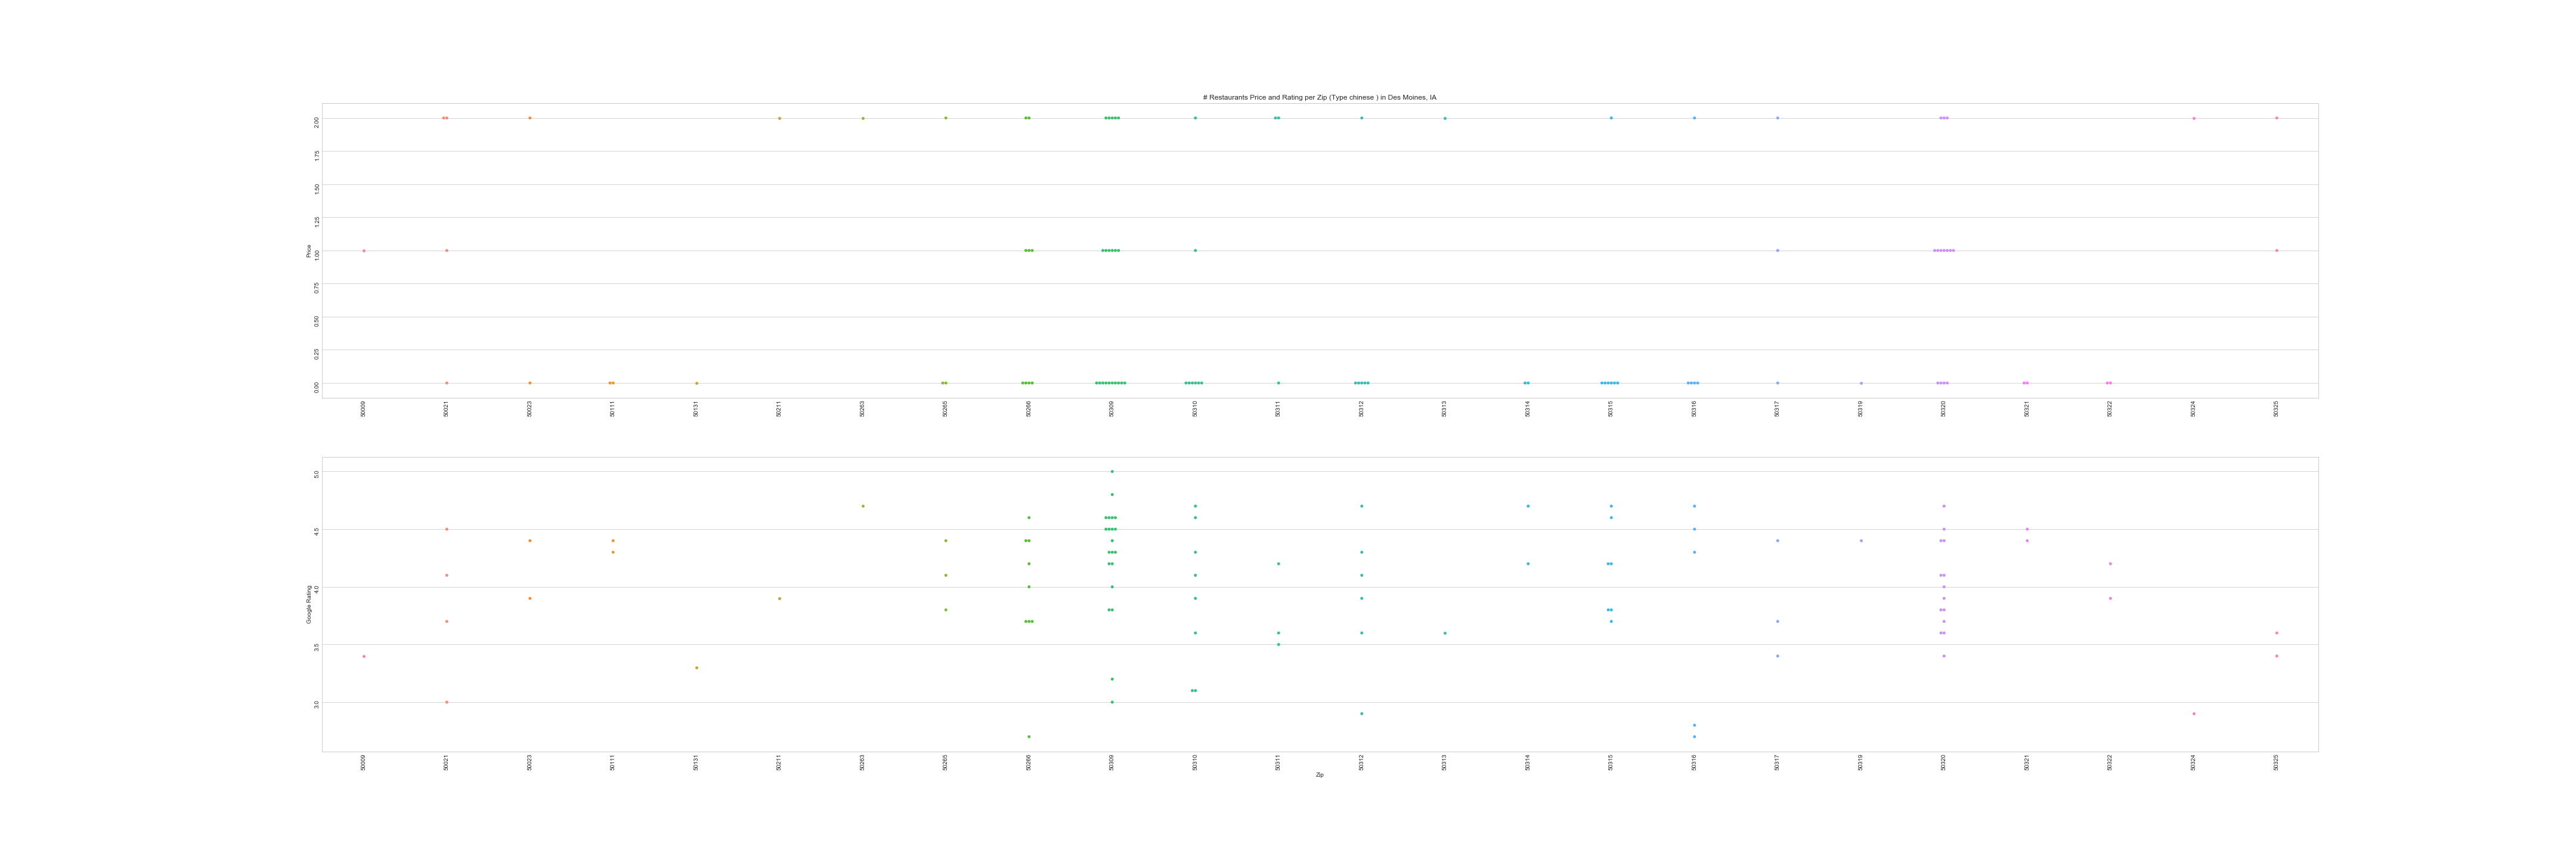 # Restaurants Price and Rating per Zip (Type chinese ) in Des Moines, IA
Price
2.00
1.75
1.50
1.25
1.00
0.75
0.50
0.25
0.00
50009 50021 50023 50111 50131 50211 50263 50265 50266 50309 50310 50311 50312 50313 50314 50315 50316 50317 50319 50320 50321 50322 50324 50325
Google Rating
5.0
4.5
4.0
3.5
3.0
50009 50021 50023 50111 50131 50211 50263 50265 50266 50309 50310 50311 50312 50313 50314 50315 50316 50317 50319 50320 50321 50322 50324 50325
Zip